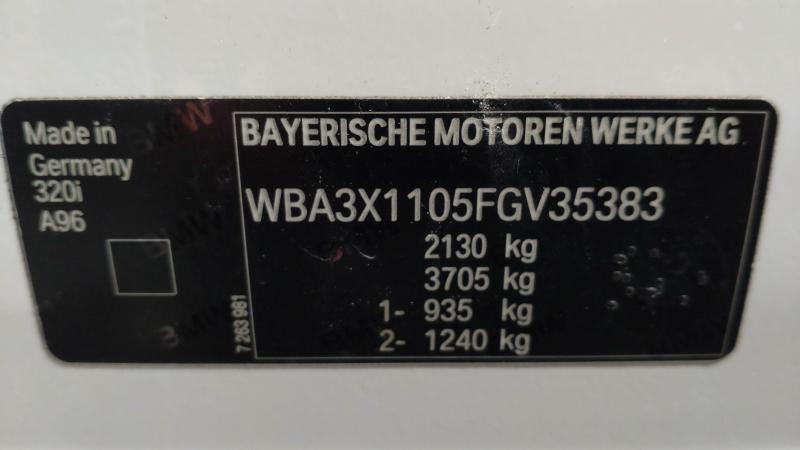 Made in
Germany
320i
A96
7 263 981
BAYERISCHE MOTOREN WERKE AG
WBA3X1105FGV35383
2130 kg
3705 kg
1- 935 kg
2- 1240 kg
BMW